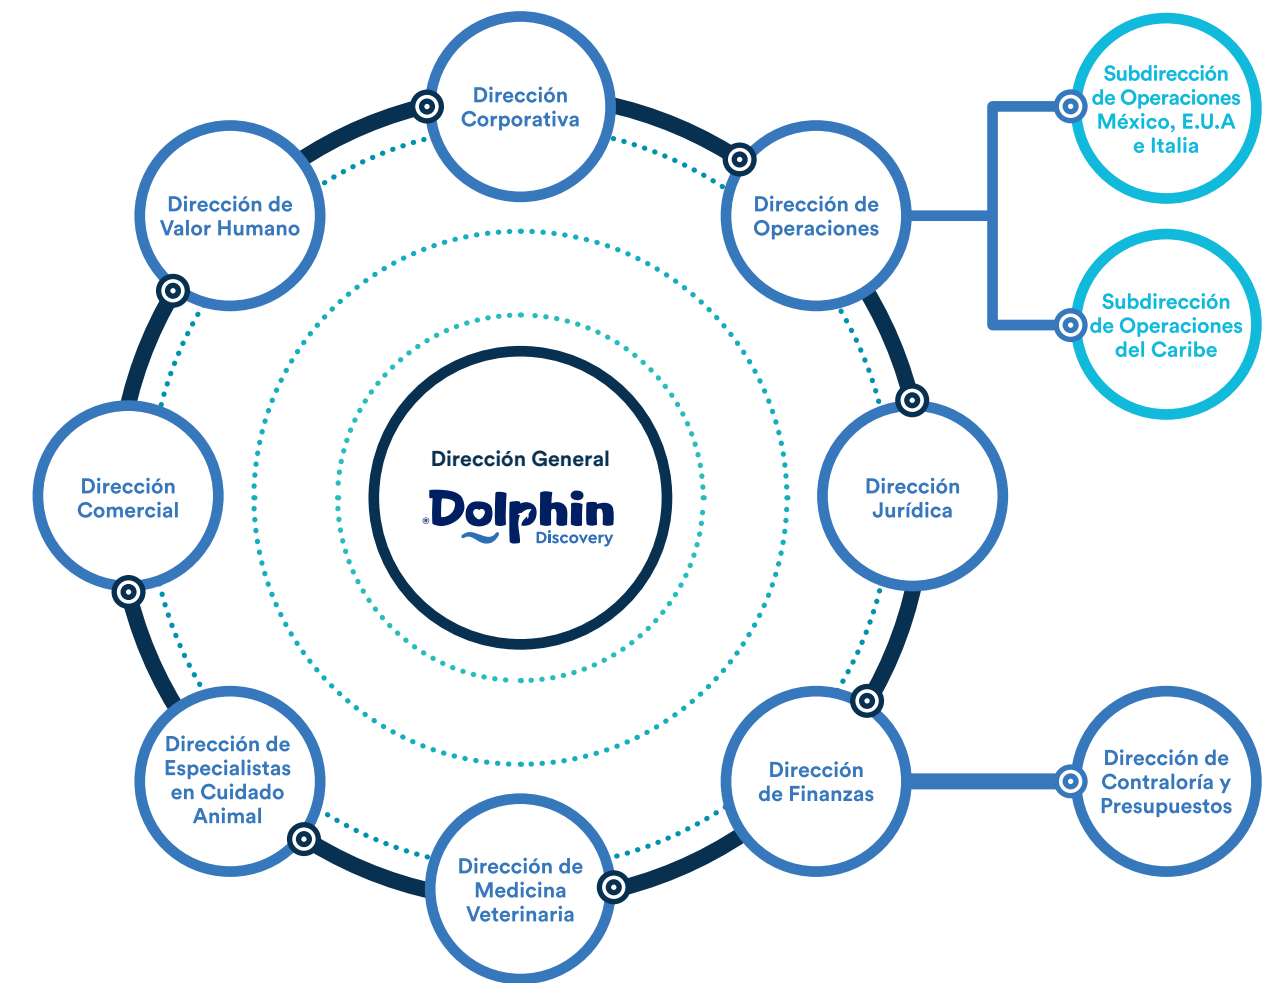 Dirección
Corporativa
Dirección de
Operaciones
Subdirección
de Operaciones
México, E.U.A
e Italia
Subdirección
de Operaciones
del Caribe
Dirección
Jurídica
Dirección
de Finanzas
Dirección de
Contraloría y
Presupuestos
Dirección de
Medicina
Veterinaria
Dirección de
Especialistas
en Cuidado
Animal
Dirección
Comercial
Dirección de
Valor Humano
Dirección General
®Dolphin
Discovery